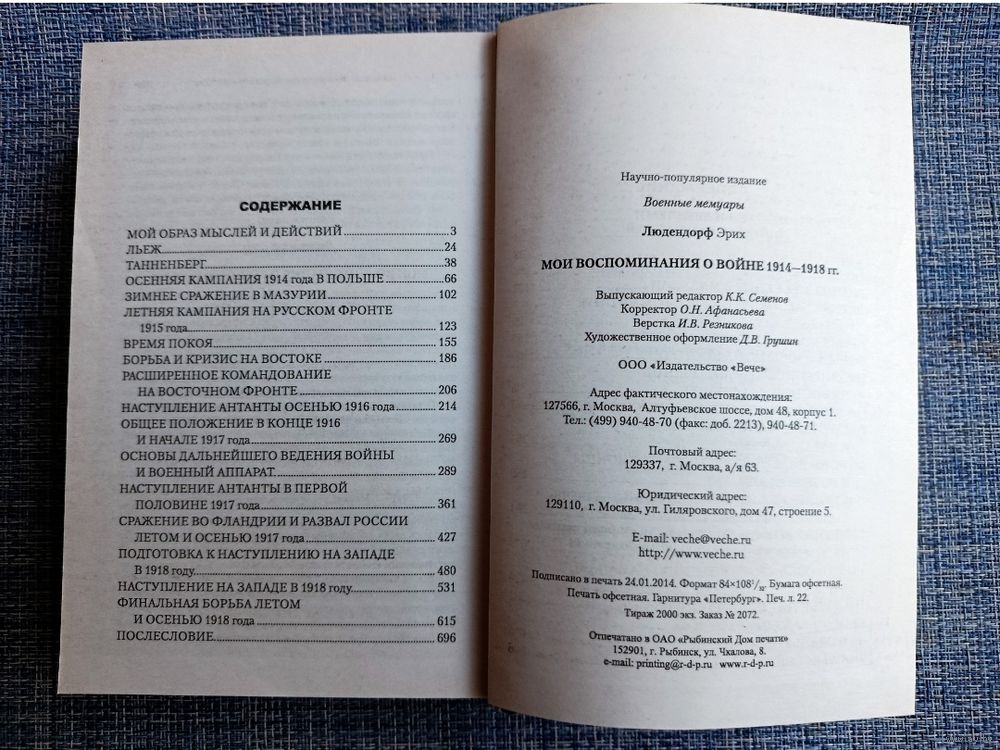 СОДЕРЖАНИЕ
МОЙ ОБРАЗ МЫСЛЕЙ И ДЕЙСТВИЙ 3
ЛЬЕЖ 24
ТАННЕНБЕРГ 38
ОСЕННЯЯ КАМПАНИЯ 1914 года В ПОЛЬШЕ 66
ЗИМНЕЕ СРАЖЕНИЕ В МАЗУРИИ 102
ЛЕТНЯЯ КАМПАНИЯ НА РУССКОМ ФРОНТЕ
1915 года 123
ВРЕМЯ ПОКОЯ 155
БОРЬБА И КРИЗИС НА ВОСТОКЕ 186
РАСШИРЕННОЕ КОМАНДОВАНИЕ
НА ВОСТОЧНОМ ФРОНТЕ 206
НАСТУПЛЕНИЕ АНТАНТЫ ОСЕНЬЮ 1916 года 214
ОБЩЕЕ ПОЛОЖЕНИЕ В КОНЦЕ 1916
И НАЧАЛЕ 1917 года 269
ОСНОВЫ ДАЛЬНЕЙШЕГО ВЕДЕНИЯ ВОЙНЫ
И ВОЕННЫЙ АППАРАТ 289
НАСТУПЛЕНИЕ АНТАНТЫ В ПЕРВОЙ
ПОЛОВИНЕ 1917 года 361
СРАЖЕНИЕ ВО ФЛАНДРИИ И РАЗВАЛ РОССИИ
ЛЕТОМ И ОСЕНЬЮ 1917 года 427
ПОДГОТОВКА К НАСТУПЛЕНИЮ НА ЗАПАДЕ
В 1918 году 480
НАСТУПЛЕНИЕ НА ЗАПАДЕ В 1918 году 531
ФИНАЛЬНАЯ БОРЬБА ЛЕТОМ
И ОСЕНЬЮ 1918 года 615
ПОСЛЕСЛОВИЕ 696
Научно-популярное издание
Военные мемуары
Людендорф Эрих
МОИ ВОСПОМИНАНИЯ О ВОЙНЕ 1914—1918 гг.
Выпускающий редактор К.К. Семенов
Корректор О.Н. Афанасьева
Верстка И.В. Резникова
Художественное оформление Д.В. Грушин
ООО «Издательство «Вече»
Адрес фактического местонахождения:
127566, г. Москва, Алтуфьевское шоссе, дом 48, корпус 1.
Тел.: (499) 940-48-70 (факс: доб. 2213), 940-48-71.
Почтовый адрес:
129337, г. Москва, а/я 63.
Юридический адрес:
129110, г. Москва, ул. Гиляровского, дом 47, строение 5.
E-mail: veche@veche.ru
http://www.veche.ru
Подписано в печать 24.01.2014. Формат 84×108¹/₃₂. Бумага офсетная.
Печать офсетная. Гарнитура «Петербург». Печ. л. 22.
Тираж 2000 экз. Заказ № 2072.
Отпечатано в ОАО «Рыбинский Дом печати»
152901, г. Рыбинск, ул. Чкалова, 8.
e-mail: printing@r-d-p.ru www.r-d-p.ru